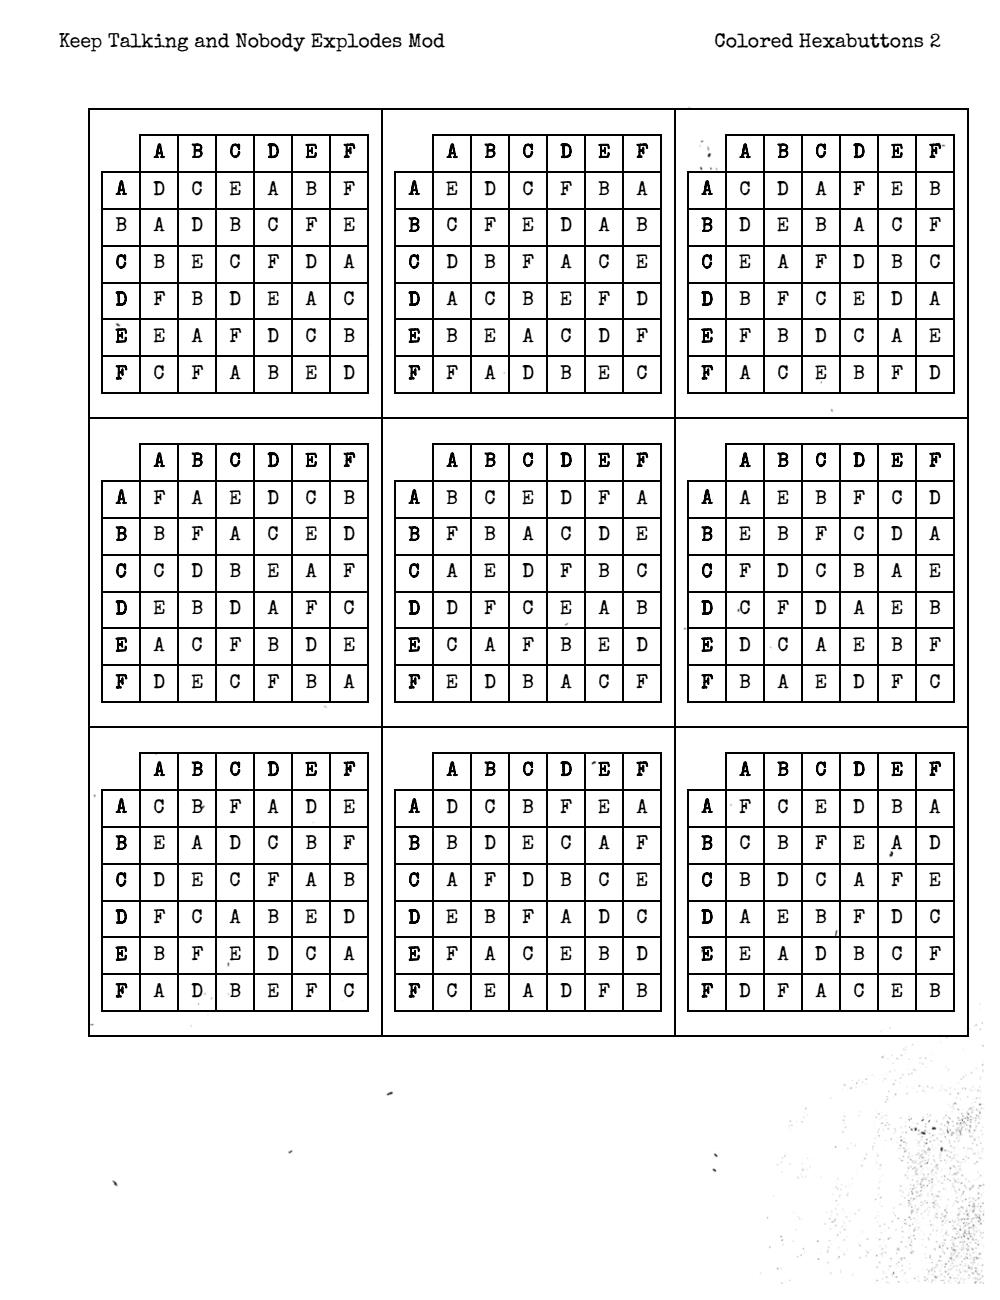 Keep Talking and Nobody Explodes Mod Colored Hexabuttons 2
A B C D E F A B C D E F A B C D E F
A D C E A B F A E D C F B A A C D A F E B
B A D B C F E B C F E D A B B D E B A C F
C B E C F D A C D B F A C E C E A F D B C
D F B D E A C D A C B E F D D B F C E D A
E E A F D C B E B E A C D F E F B D C A E
F C F A B E D F F A D B E C F A C E B F D
A B C D E F A B C D E F A B C D E F
A F A E D C B A B C E D F A A A E B F C D
B B F A C E D B F B A C D E B E B F C D A
C C D B E A F C A E D F B C C F D C B A E
D E B D A F C D D F C E A B D C F D A E B
E A C F B D E E C A F B E D E D C A E B F
F D E C F B A F E D B A C F F B A E D F C
A B C D E F A B C D E F A B C D E F
A C B F A D E A D C B F E A A F C E D B A
B E A D C B F B B D E C A F B C B F E A D
C D E C F A B C A F D B C E C B D C A F E
D F C A B E D D E B F A D C D A E B F D C
E B F E D C A E F A C E B D E E A D B C F
F A D B E F C F C E A D F B F D F A C E B